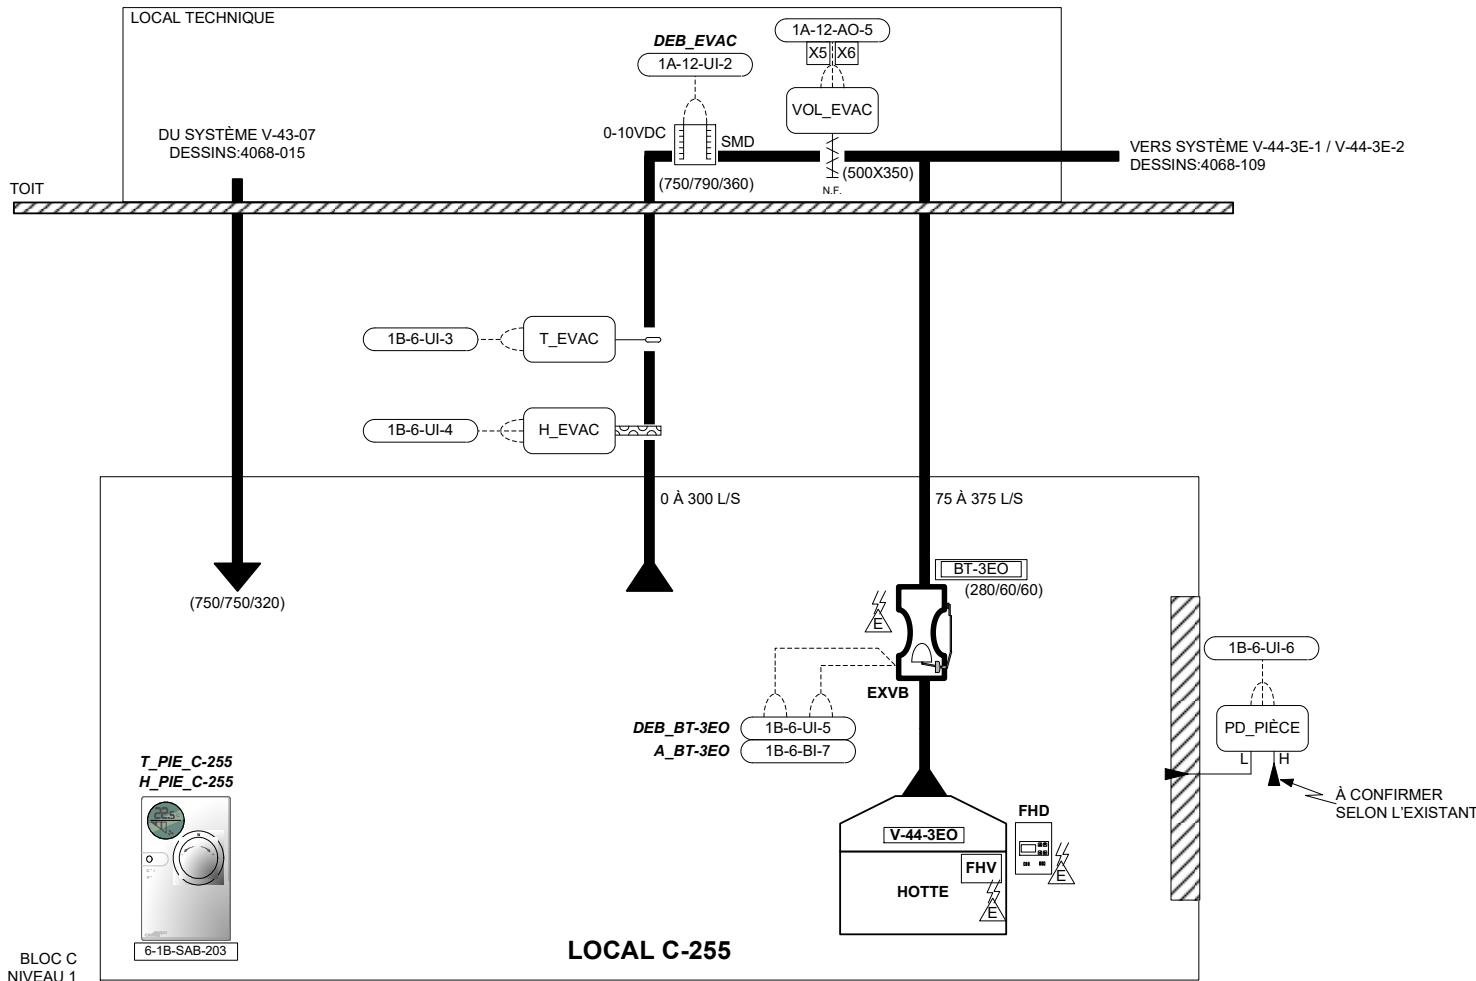 LOCAL TECHNIQUE
1A-12-AO-5
X5 X6
DEB_EVAC
1A-12-UI-2
VOL_EVAC
DU SYSTÈME V-43-07
DESSINS:4068-015
0-10VDC
SMD
VERS SYSTÈME V-44-3E-1 / V-44-3E-2
DESSINS:4068-109
(750/790/360)
(500X350)
N.F.
TOIT
1B-6-UI-3
T_EVAC
1B-6-UI-4
H_EVAC
0 À 300 L/S
75 À 375 L/S
BT-3EO
(280/60/60)
(750/750/320)
E
1B-6-UI-6
EXVB
DEB_BT-3EO
1B-6-UI-5
A_BT-3EO
1B-6-BI-7
PD_PIÈCE
L H
À CONFIRMER
SELON L'EXISTANT
T_PIE_C-255
H_PIE_C-255
22.5
FHD
V-44-3EO
FHV
HOTTE
E
E
6-1B-SAB-203
LOCAL C-255
BLOC C
NIVEAU 1